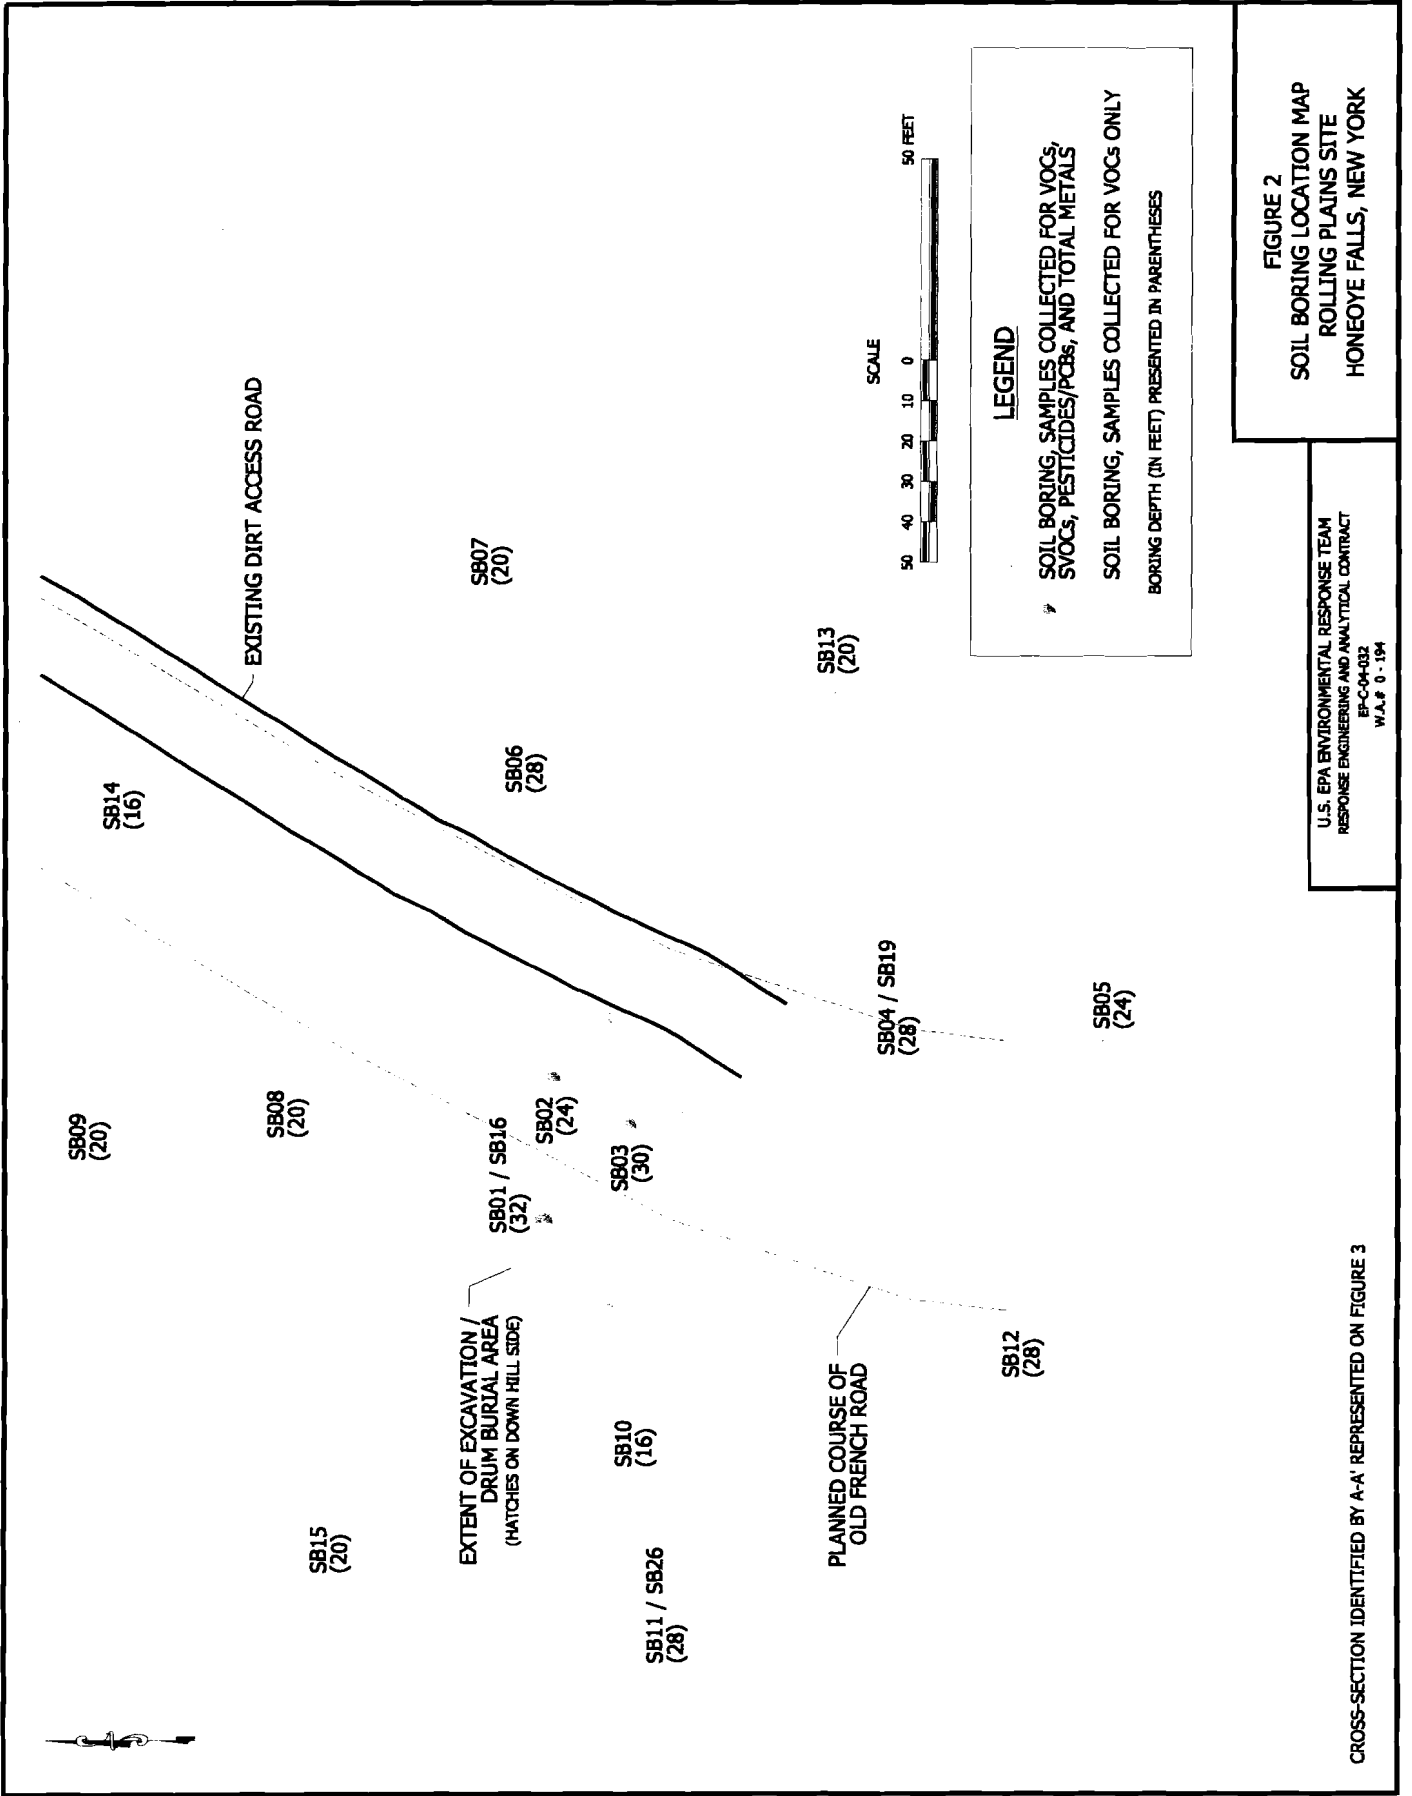 SB09
(20)
SB14
(16)
EXISTING DIRT ACCESS ROAD
SB08
(20)
SB15
(20)
SB07
(20)
SB06
(28)
SB01 / SB16
(32)
SB02
(24)
EXTENT OF EXCAVATION /
DRUM BURIAL AREA
(HATCHES ON DOWN HILL SIDE)
SB03
(30)
SB10
(16)
SB11 / SB26
(28)
SB13
(20)
SB04 / SB19
(28)
PLANNED COURSE OF
OLD FRENCH ROAD
SB12
(28)
SB05
(24)
SCALE
50 40 30 20 10 0 50 FEET
LEGEND
SOIL BORING, SAMPLES COLLECTED FOR VOCs,
SVOCs, PESTICIDES/PCBs, AND TOTAL METALS
SOIL BORING, SAMPLES COLLECTED FOR VOCs ONLY
BORING DEPTH (IN FEET) PRESENTED IN PARENTHESES
CROSS-SECTION IDENTIFIED BY A-A' REPRESENTED ON FIGURE 3
U.S. EPA ENVIRONMENTAL RESPONSE TEAM
RESPONSE ENGINEERING AND ANALYTICAL CONTRACT
EP-C-04-032
W.A.# 0 - 194
FIGURE 2
SOIL BORING LOCATION MAP
ROLLING PLAINS SITE
HONEOYE FALLS, NEW YORK